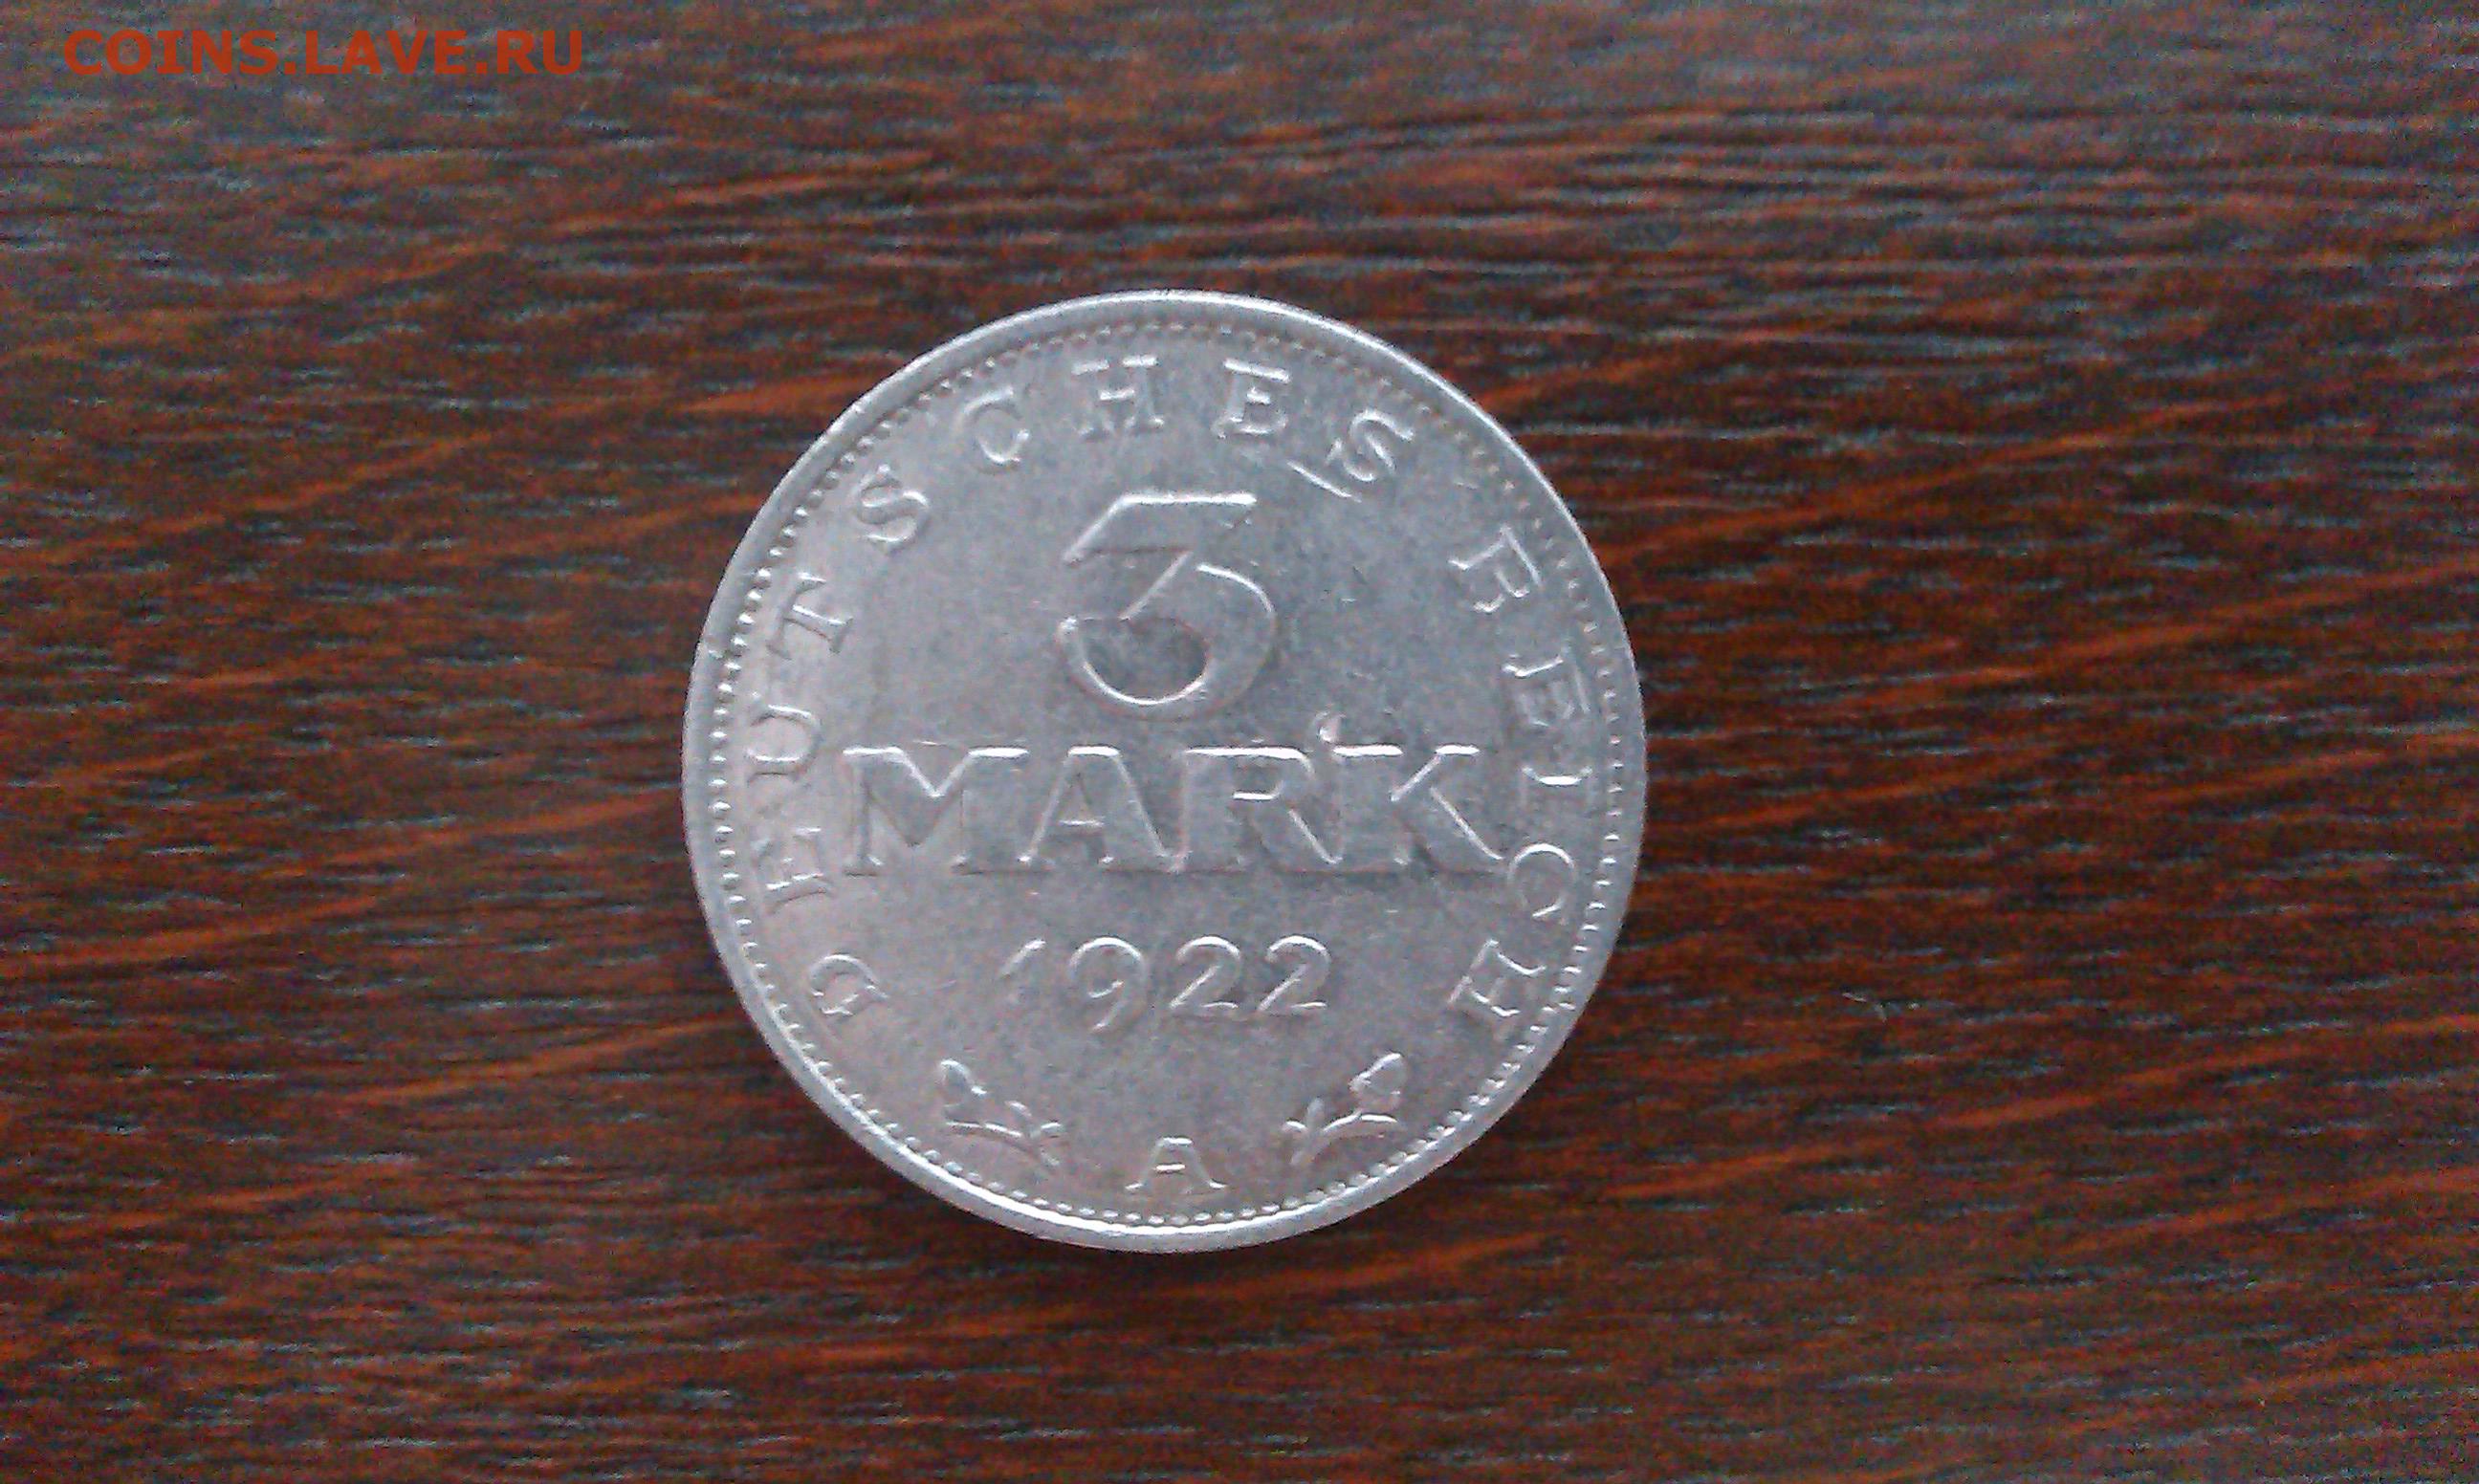 COINS.LAVE.RU
DEUTSCHES REICH
3
MARK
1922
A